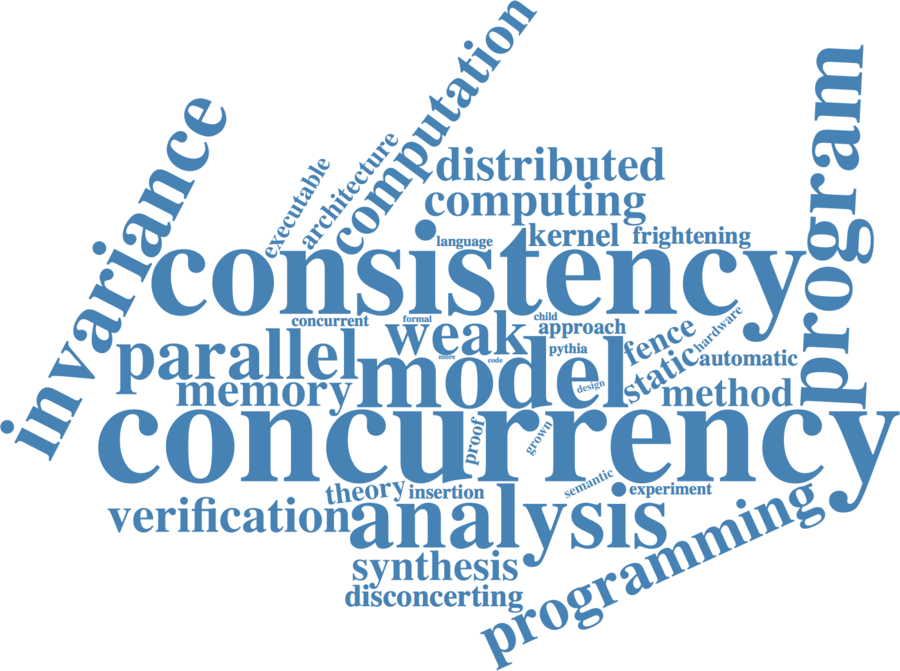 computation
program
invariance
executable
architecture
distributed
computing
language
kernel
frightening
consistency
concurrent
formal
weak
child
approach
hardware
fence
parallel
more
code
pythia
model
static
automatic
memory
design
method
concurrency
proof
grown
theory
insertion
semantic
experiment
verification
analysis
programming
synthesis
disconcerting